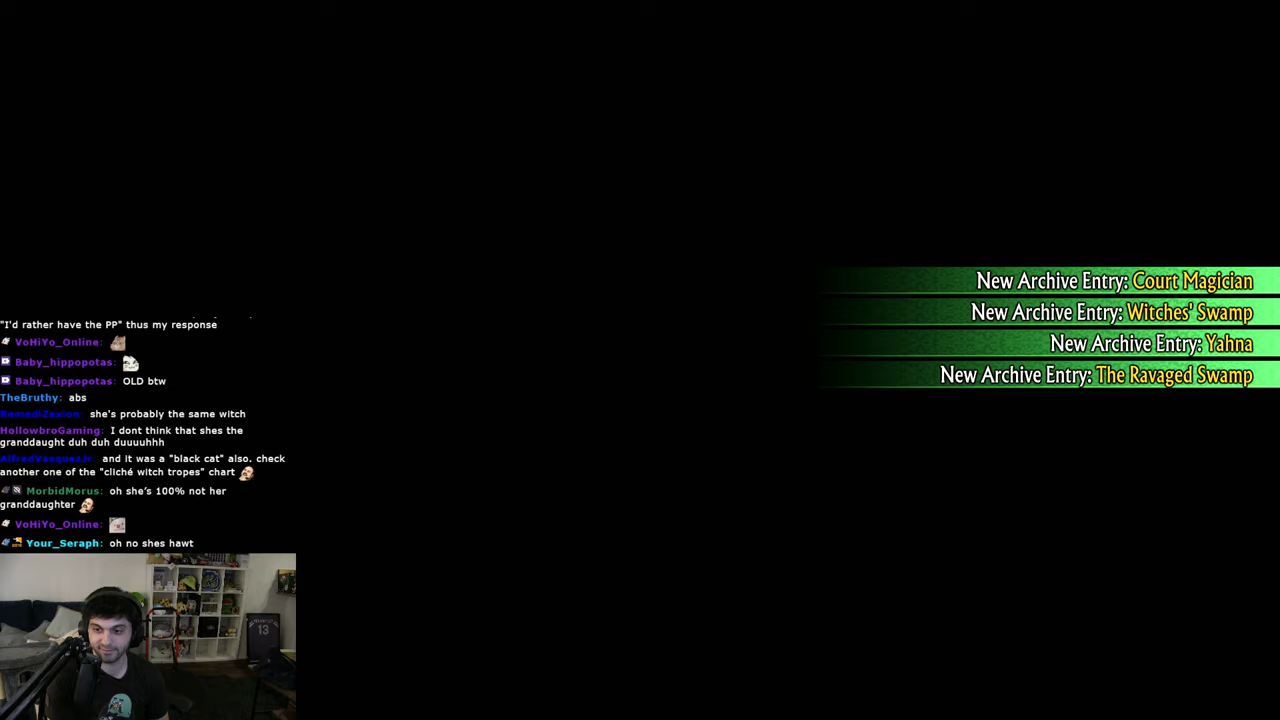 New Archive Entry: Court Magician
New Archive Entry: Witches' Swamp
New Archive Entry: Yahna
New Archive Entry: The Ravaged Swamp
"I'd rather have the PP" thus my response
VoHiYo_Online:
Baby_hippopotas:
Baby_hippopotas: OLD btw
TheBruthy: abs
RemediZexion: she's probably the same witch
HollowbroGaming: I dont think that shes the
granddaught duh duh duuuuhhh
AlfredVasquezJr: and it was a "black cat" also. check
another one of the "cliché witch tropes" chart
MorbidMorus: oh she's 100% not her
granddaughter
VoHiYo_Online:
Your_Seraph: oh no shes hawt
13